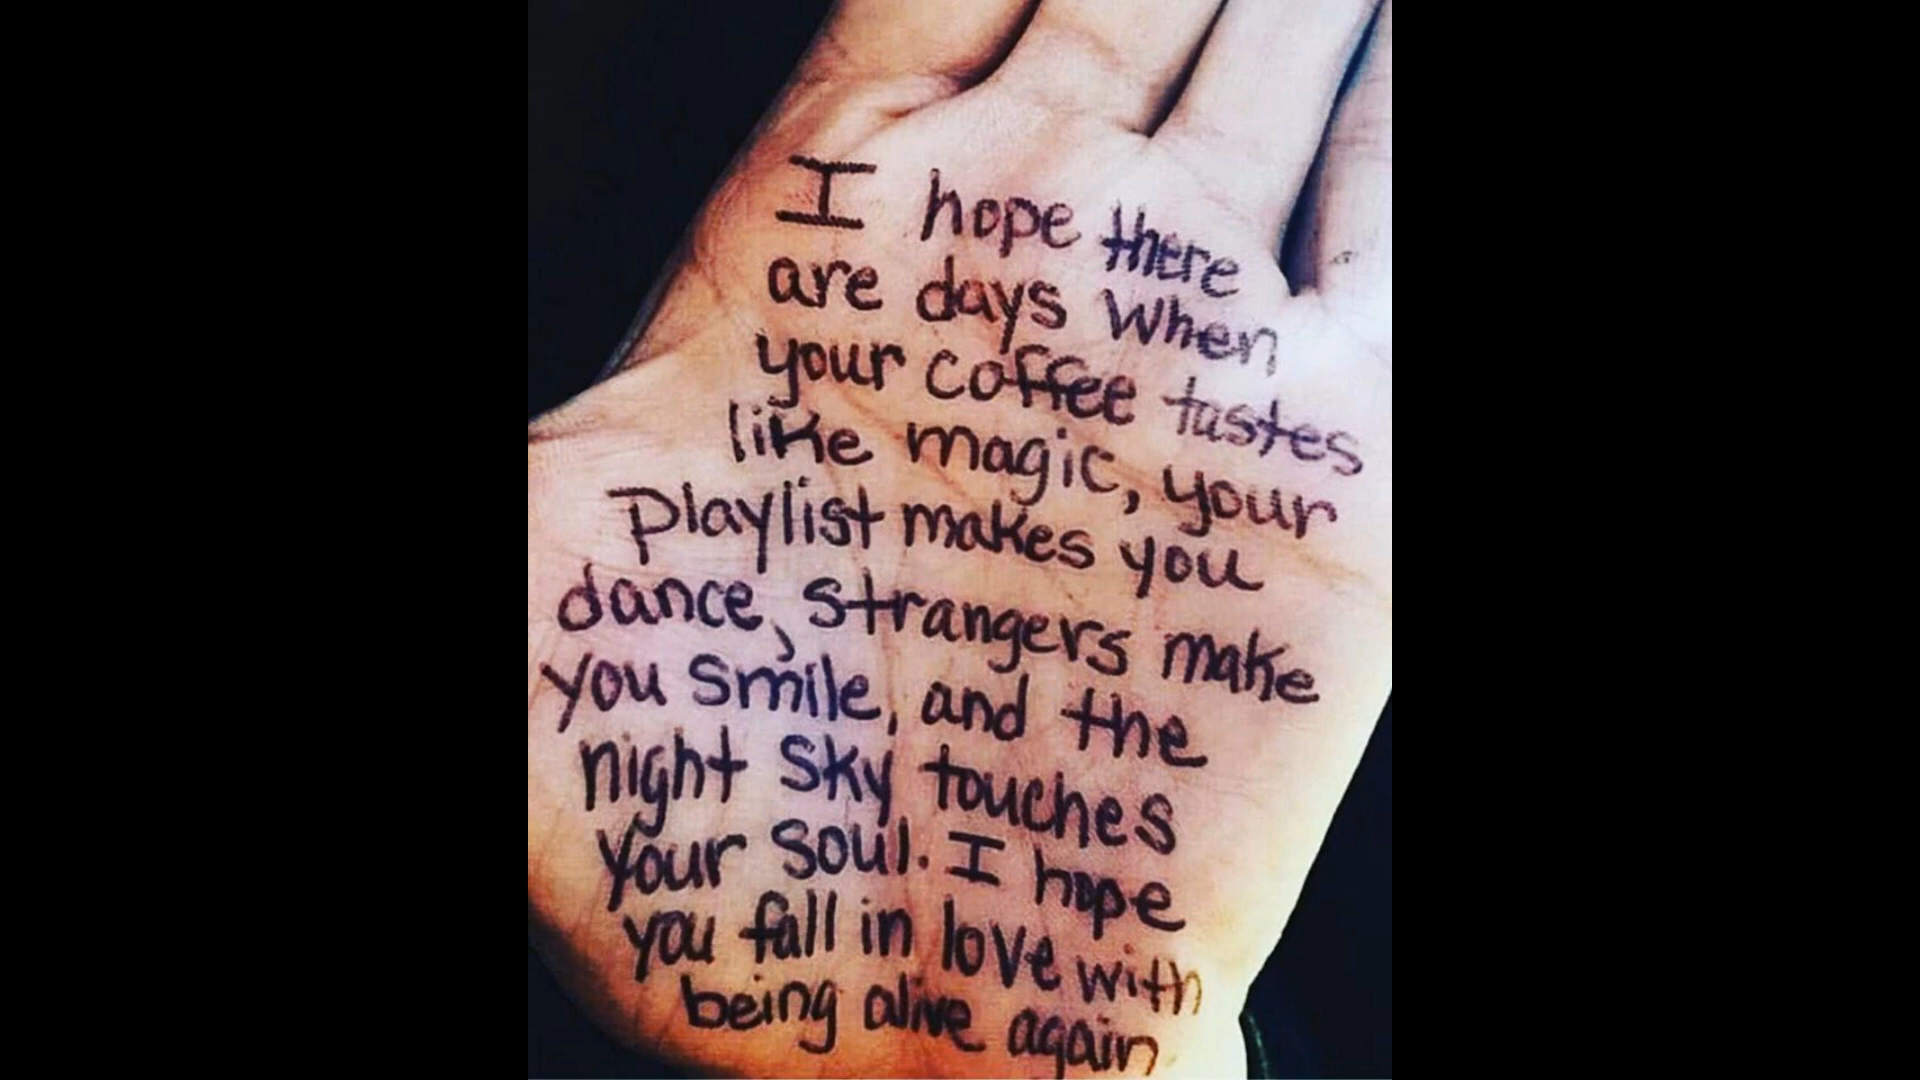 I hope there
are days when
your coffee tastes
like magic, your
Playlist makes you
dance, strangers make
you smile, and the
night sky touches
your soul. I hope
you fall in love with
being alive again